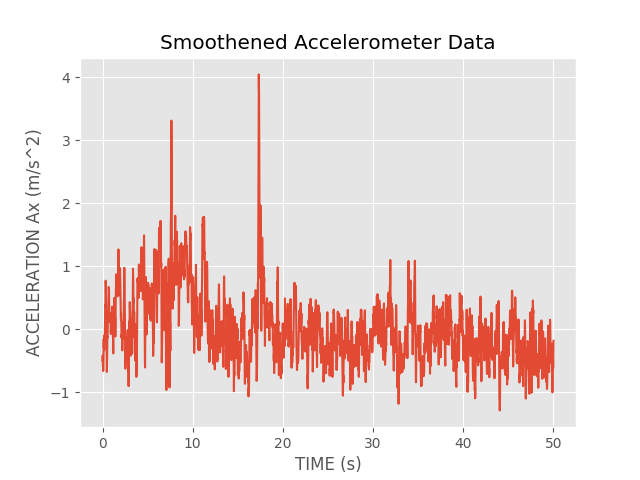 Smoothened Accelerometer Data
ACCELERATION Ax (m/s^2)
4
3
2
1
0
−1
0 10 20 30 40 50
TIME (s)